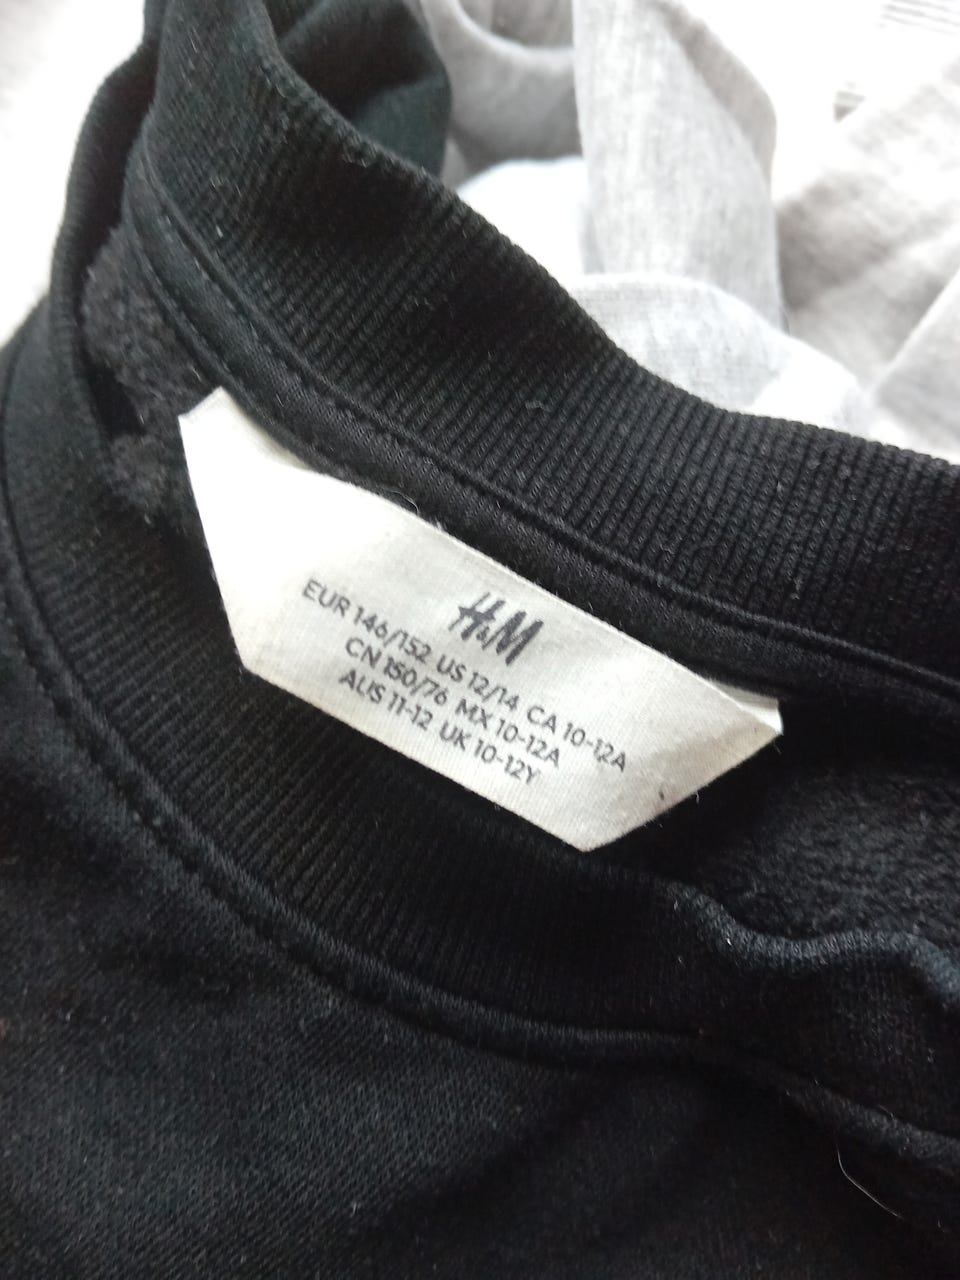 H&M
EUR 146/152 US 12/14 CA 10-12A
CN 150/76 MX 10-12A
AUS 11-12 UK 10-12Y